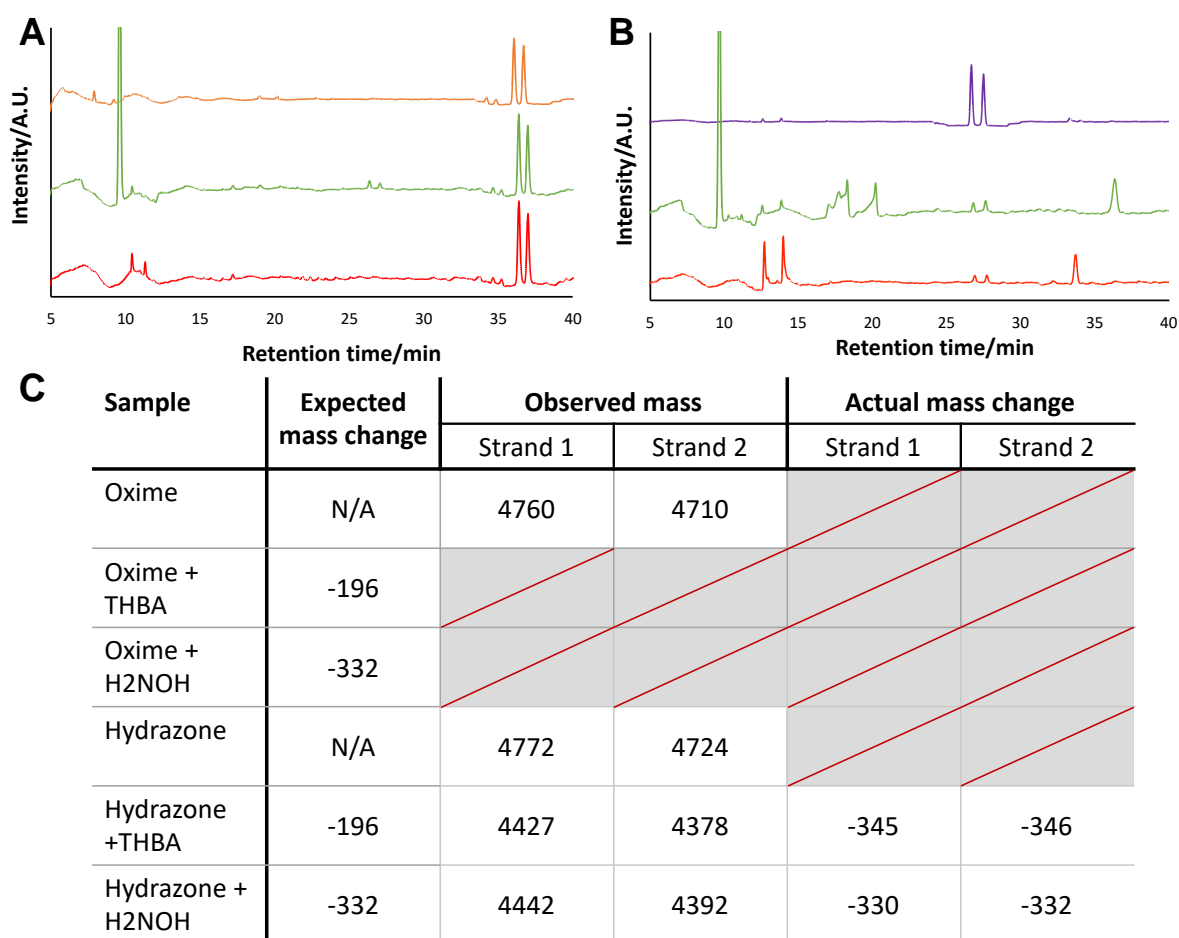 A
Intensity/A.U.
5 10 15 20 25 30 35 40
Retention time/min
B
Intensity/A.U.
5 10 15 20 25 30 35 40
Retention time/min
C
Sample Expected mass change Observed mass Actual mass change
Strand 1 Strand 2 Strand 1 Strand 2
Oxime N/A 4760 4710
Oxime + THBA -196
Oxime + H2NOH -332
Hydrazone N/A 4772 4724
Hydrazone +THBA -196 4427 4378 -345 -346
Hydrazone + H2NOH -332 4442 4392 -330 -332